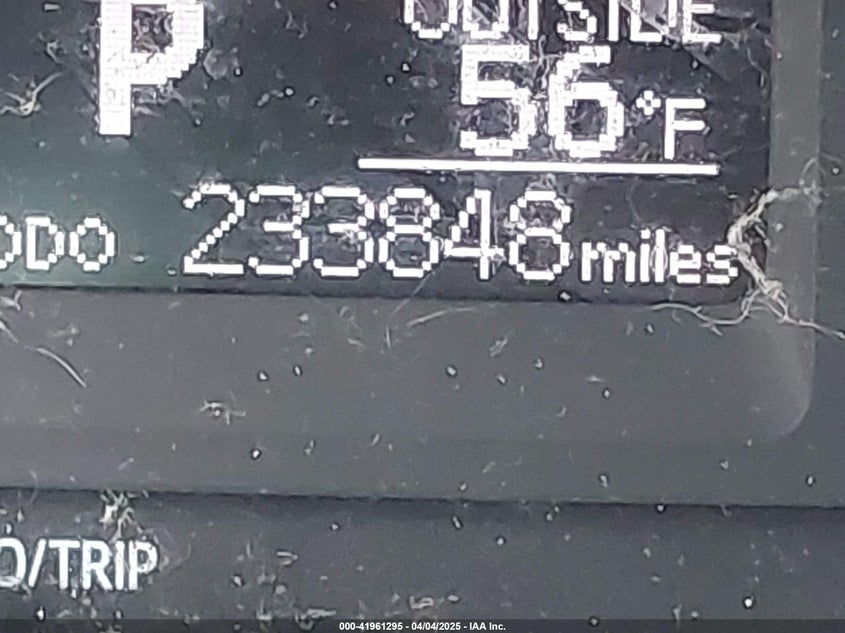 P
OUTSIDE
56°F
ODO 233848 miles
O/TRIP
000-41961295 - 04/04/2025 - IAA Inc.